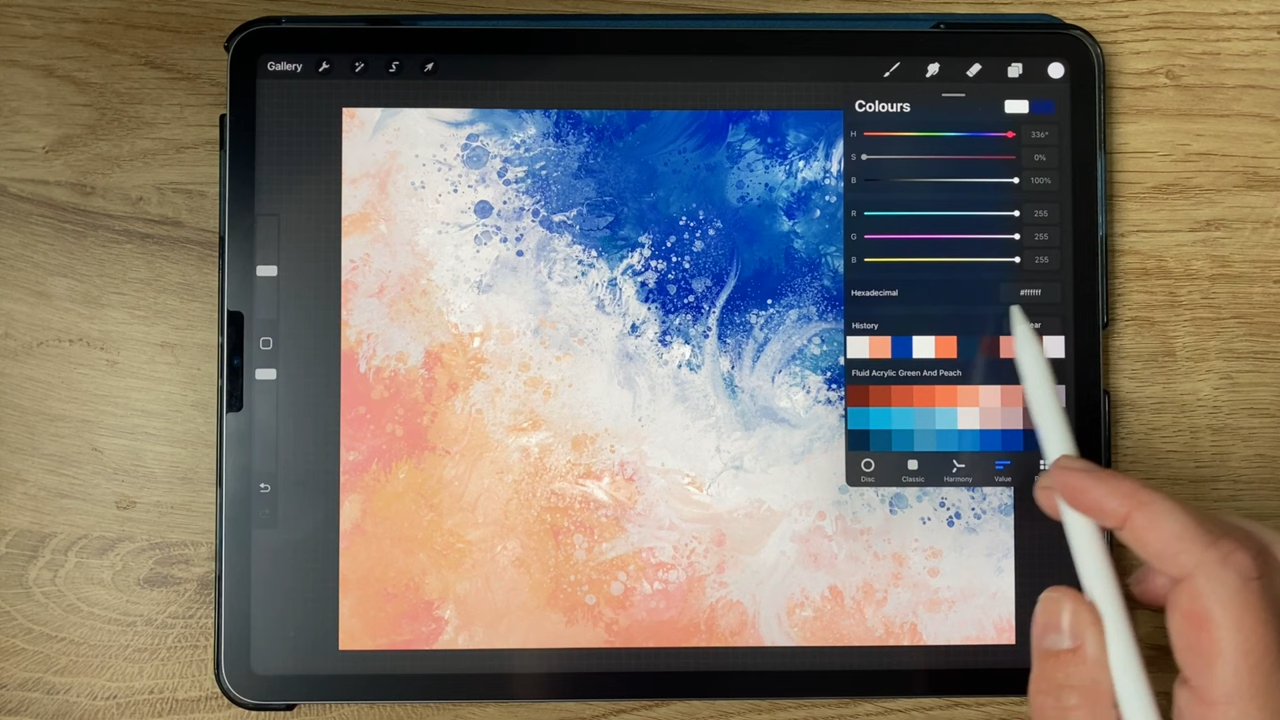 Gallery
Colours
H 336°
S 0%
B 100%
R 255
G 255
B 255
Hexadecimal #ffffff
History
Fluid Acrylic Green And Peach
Disc Classic Harmony Value